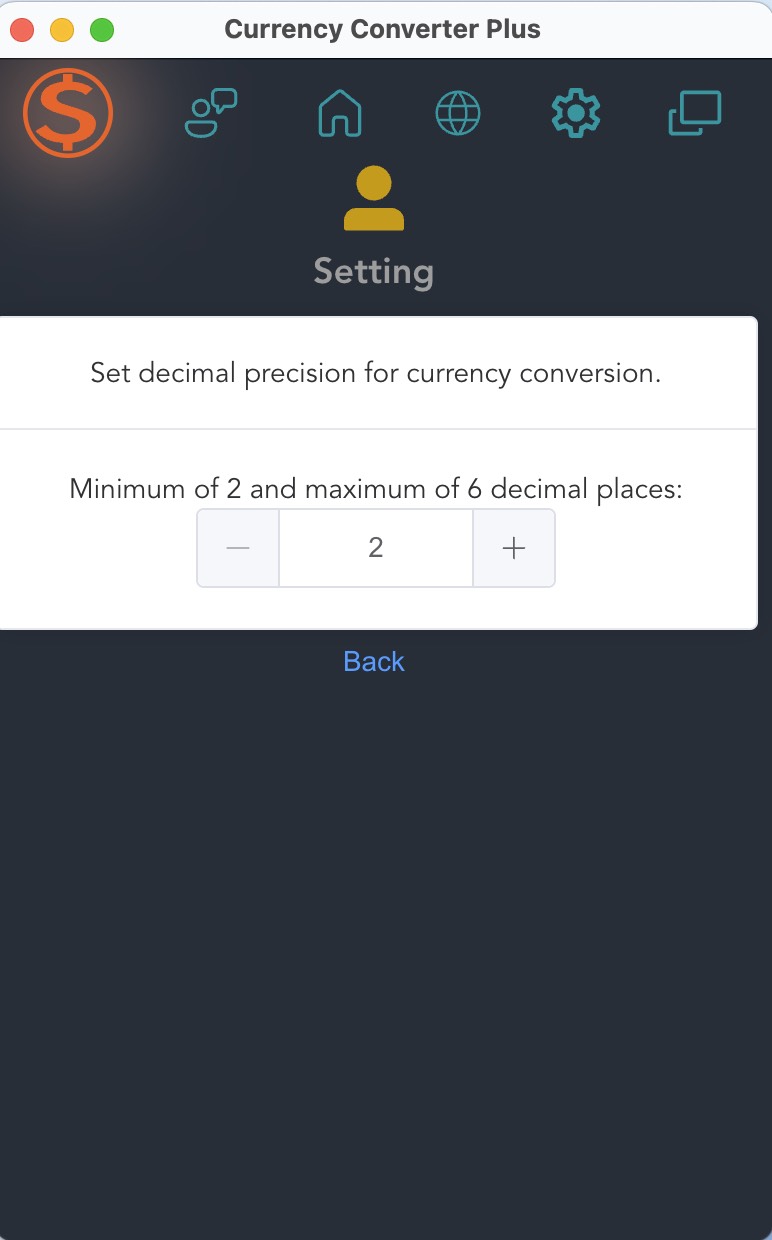 Currency Converter Plus
Setting
Set decimal precision for currency conversion.
Minimum of 2 and maximum of 6 decimal places:
2
Back